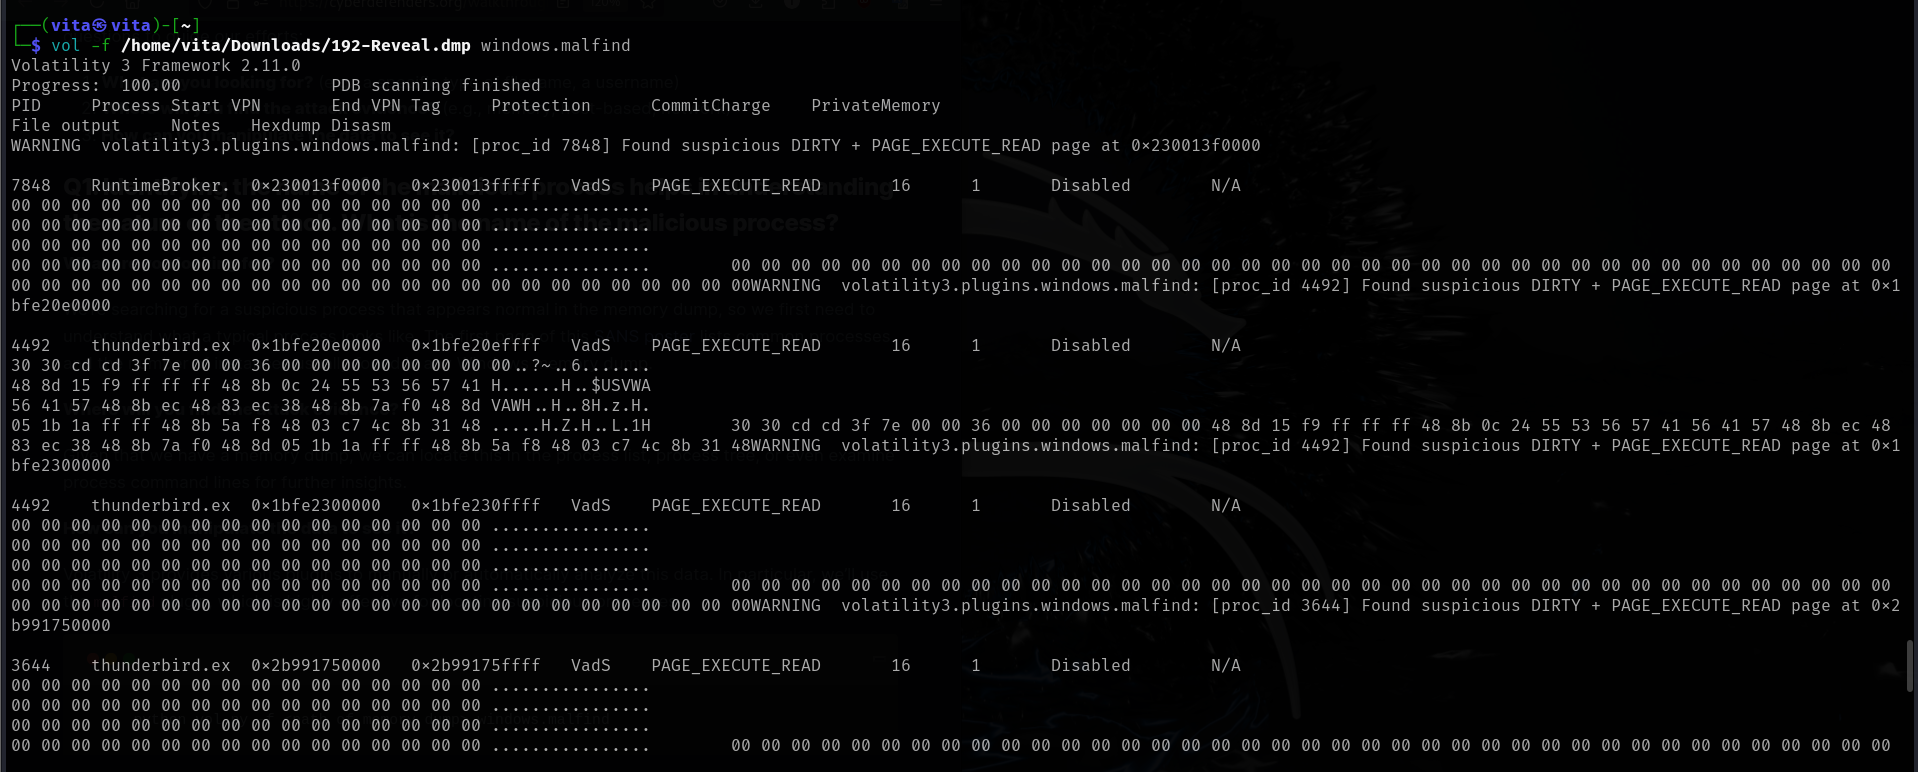 ┌──(vita㉿vita)-[~]
└─$ vol -f /home/vita/Downloads/192-Reveal.dmp windows.malfind
Volatility 3 Framework 2.11.0
Progress:  100.00               PDB scanning finished
PID     Process Start VPN       End VPN Tag     Protection      CommitCharge    PrivateMemory
File output     Notes   Hexdump Disasm
WARNING  volatility3.plugins.windows.malfind: [proc_id 7848] Found suspicious DIRTY + PAGE_EXECUTE_READ page at 0x230013f0000
7848    RuntimeBroker.  0x230013f0000   0x230013fffff   VadS    PAGE_EXECUTE_READ       16      1       Disabled        N/A
00 00 00 00 00 00 00 00 00 00 00 00 00 00 00 00 ................
00 00 00 00 00 00 00 00 00 00 00 00 00 00 00 00 ................
00 00 00 00 00 00 00 00 00 00 00 00 00 00 00 00 ................
00 00 00 00 00 00 00 00 00 00 00 00 00 00 00 00 ................        00 00 00 00 00 00 00 00 00 00 00 00 00 00 00 00 00 00 00 00 00 00 00 00 00 00 00 00 00 00 00 00 00 00 00 00 00 00 00
00 00 00 00 00 00 00 00 00 00 00 00 00 00 00 00 00 00 00 00 00 00 00 00 00WARNING  volatility3.plugins.windows.malfind: [proc_id 4492] Found suspicious DIRTY + PAGE_EXECUTE_READ page at 0x1
bfe20e0000
4492    thunderbird.ex  0x1bfe20e0000   0x1bfe20effff   VadS    PAGE_EXECUTE_READ       16      1       Disabled        N/A
30 30 cd cd 3f 7e 00 00 36 00 00 00 00 00 00 00 00..?~..6.......
48 8d 15 f9 ff ff ff 48 8b 0c 24 55 53 56 57 41 H......H..$USVWA
56 41 57 48 8b ec 48 83 ec 38 48 8b 7a f0 48 8d VAWH..H..8H.z.H.
05 1b 1a ff ff 48 8b 5a f8 48 03 c7 4c 8b 31 48 .....H.Z.H..L.1H        30 30 cd cd 3f 7e 00 00 36 00 00 00 00 00 00 00 48 8d 15 f9 ff ff ff 48 8b 0c 24 55 53 56 57 41 56 41 57 48 8b ec 48
83 ec 38 48 8b 7a f0 48 8d 05 1b 1a ff ff 48 8b 5a f8 48 03 c7 4c 8b 31 48WARNING  volatility3.plugins.windows.malfind: [proc_id 4492] Found suspicious DIRTY + PAGE_EXECUTE_READ page at 0x1
bfe2300000
4492    thunderbird.ex  0x1bfe2300000   0x1bfe230ffff   VadS    PAGE_EXECUTE_READ       16      1       Disabled        N/A
00 00 00 00 00 00 00 00 00 00 00 00 00 00 00 00 ................
00 00 00 00 00 00 00 00 00 00 00 00 00 00 00 00 ................
00 00 00 00 00 00 00 00 00 00 00 00 00 00 00 00 ................
00 00 00 00 00 00 00 00 00 00 00 00 00 00 00 00 ................        00 00 00 00 00 00 00 00 00 00 00 00 00 00 00 00 00 00 00 00 00 00 00 00 00 00 00 00 00 00 00 00 00 00 00 00 00 00 00
00 00 00 00 00 00 00 00 00 00 00 00 00 00 00 00 00 00 00 00 00 00 00 00 00WARNING  volatility3.plugins.windows.malfind: [proc_id 3644] Found suspicious DIRTY + PAGE_EXECUTE_READ page at 0x2
b991750000
3644    thunderbird.ex  0x2b991750000   0x2b99175ffff   VadS    PAGE_EXECUTE_READ       16      1       Disabled        N/A
00 00 00 00 00 00 00 00 00 00 00 00 00 00 00 00 ................
00 00 00 00 00 00 00 00 00 00 00 00 00 00 00 00 ................
00 00 00 00 00 00 00 00 00 00 00 00 00 00 00 00 ................
00 00 00 00 00 00 00 00 00 00 00 00 00 00 00 00 ................        00 00 00 00 00 00 00 00 00 00 00 00 00 00 00 00 00 00 00 00 00 00 00 00 00 00 00 00 00 00 00 00 00 00 00 00 00 00 00